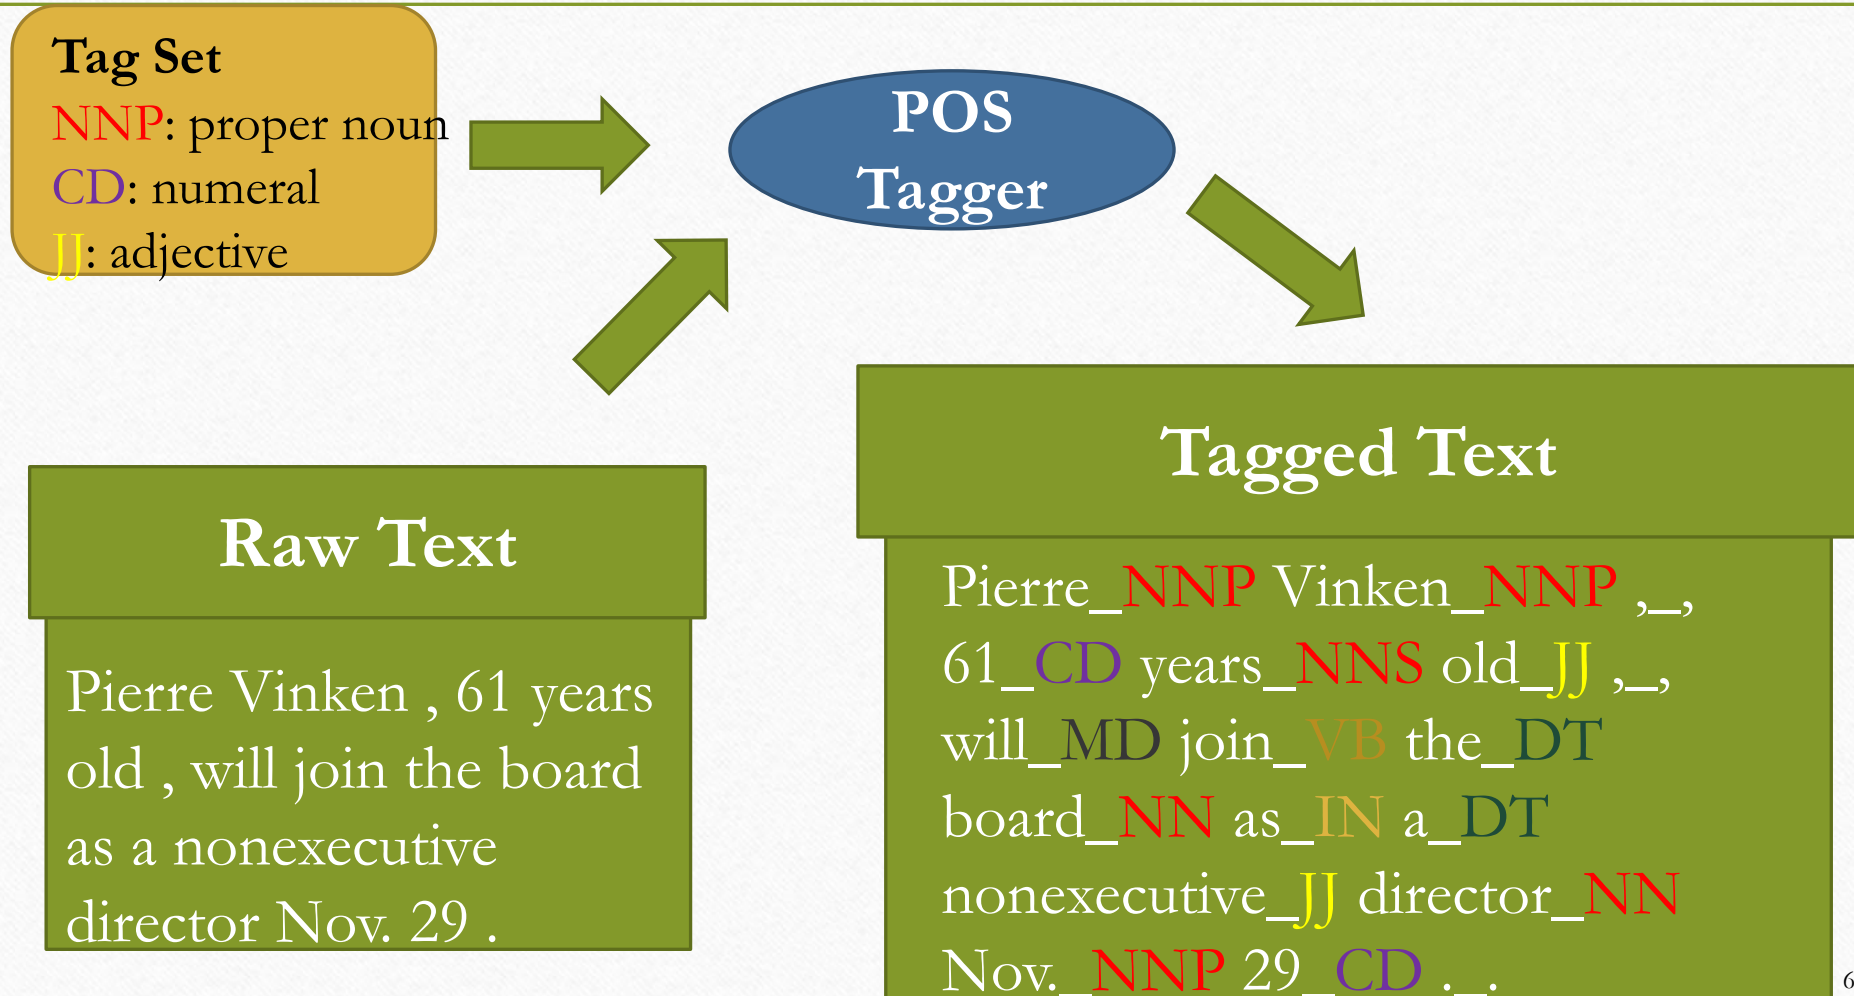 Tag Set
NNP: proper noun
CD: numeral
JJ: adjective
POS
Tagger
Raw Text
Pierre Vinken , 61 years
old , will join the board
as a nonexecutive
director Nov. 29 .
Tagged Text
Pierre_NNP Vinken_NNP ,_,
61_CD years_NNS old_JJ ,_,
will_MD join_VB the_DT
board_NN as_IN a_DT
nonexecutive_JJ director_NN
Nov._NNP 29_CD ._.
6